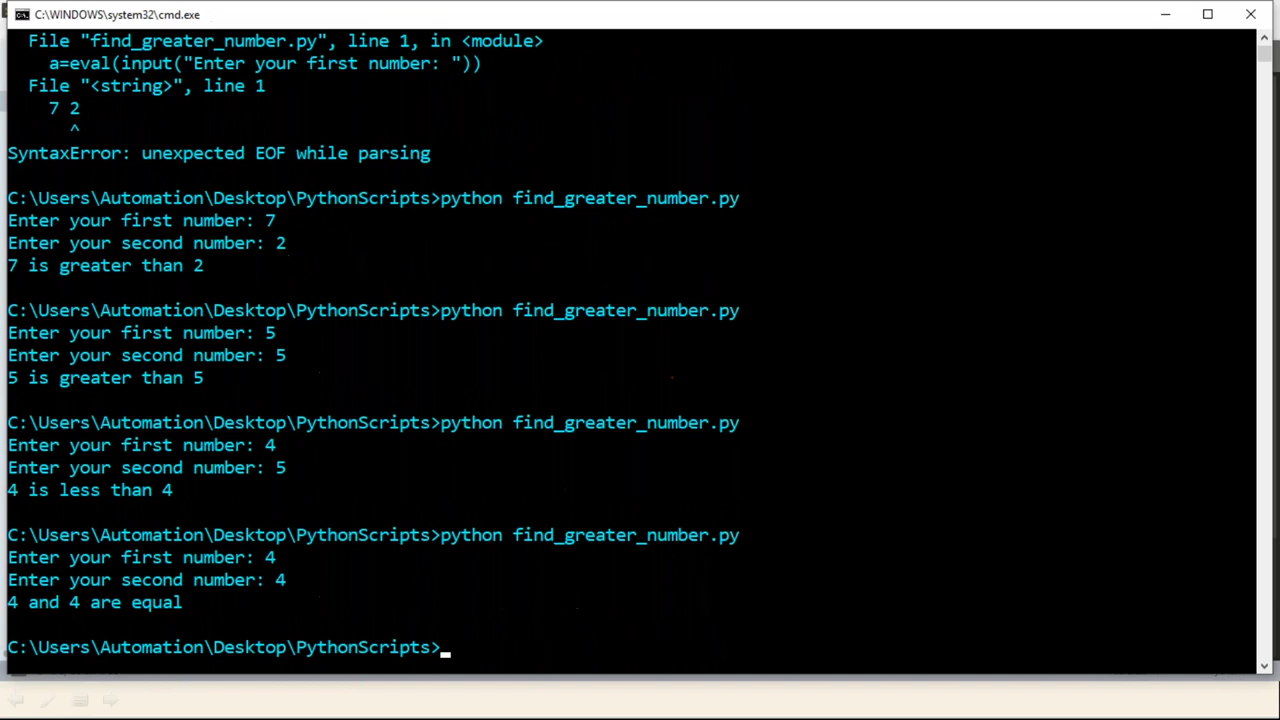 C:\WINDOWS\system32\cmd.exe
  File "find_greater_number.py", line 1, in <module>
    a=eval(input("Enter your first number: "))
  File "<string>", line 1
    7 2
      ^
SyntaxError: unexpected EOF while parsing
C:\Users\Automation\Desktop\PythonScripts>python find_greater_number.py
Enter your first number: 7
Enter your second number: 2
7 is greater than 2
C:\Users\Automation\Desktop\PythonScripts>python find_greater_number.py
Enter your first number: 5
Enter your second number: 5
5 is greater than 5
C:\Users\Automation\Desktop\PythonScripts>python find_greater_number.py
Enter your first number: 4
Enter your second number: 5
4 is less than 4
C:\Users\Automation\Desktop\PythonScripts>python find_greater_number.py
Enter your first number: 4
Enter your second number: 4
4 and 4 are equal
C:\Users\Automation\Desktop\PythonScripts>